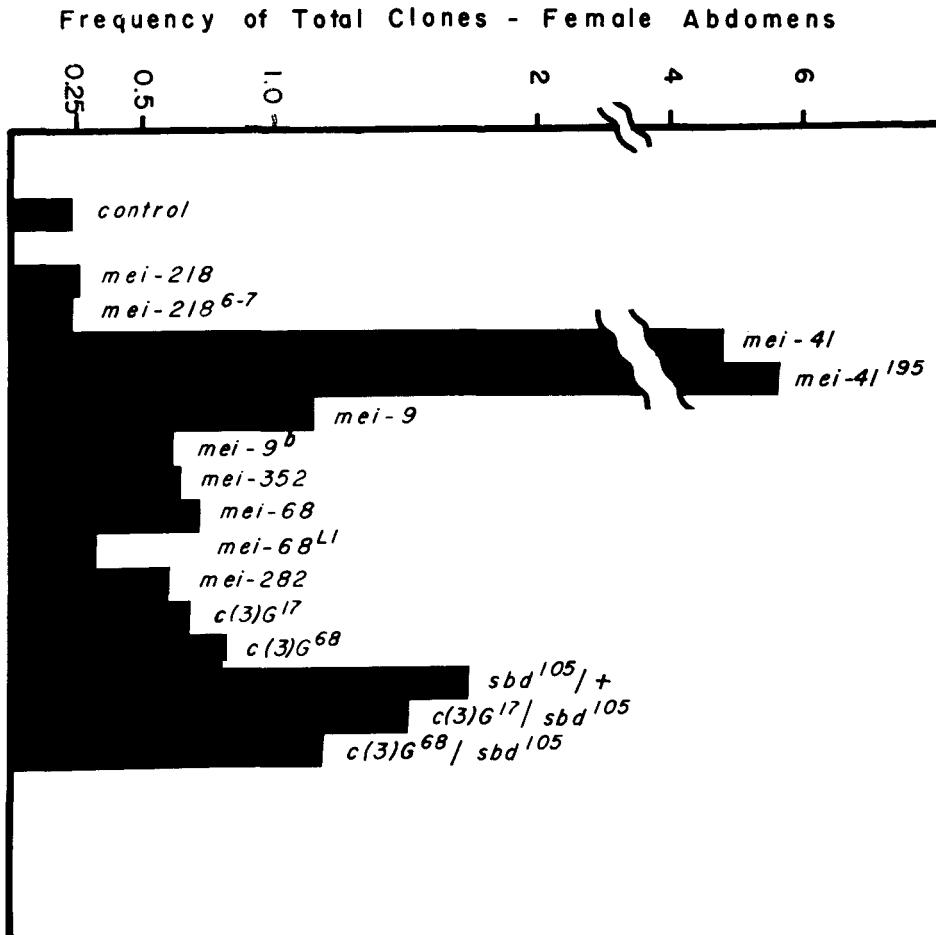 Frequency of Total Clones - Female Abdomens
0.25 0.5 1.0 2 4 6
control
mei-218
mei-218^6-7
mei-41
mei-41^195
mei-9
mei-9^b
mei-352
mei-68
mei-68^L1
mei-282
c(3)G^17
c(3)G^68
sbd^105/+
c(3)G^17/sbd^105
c(3)G^68/sbd^105